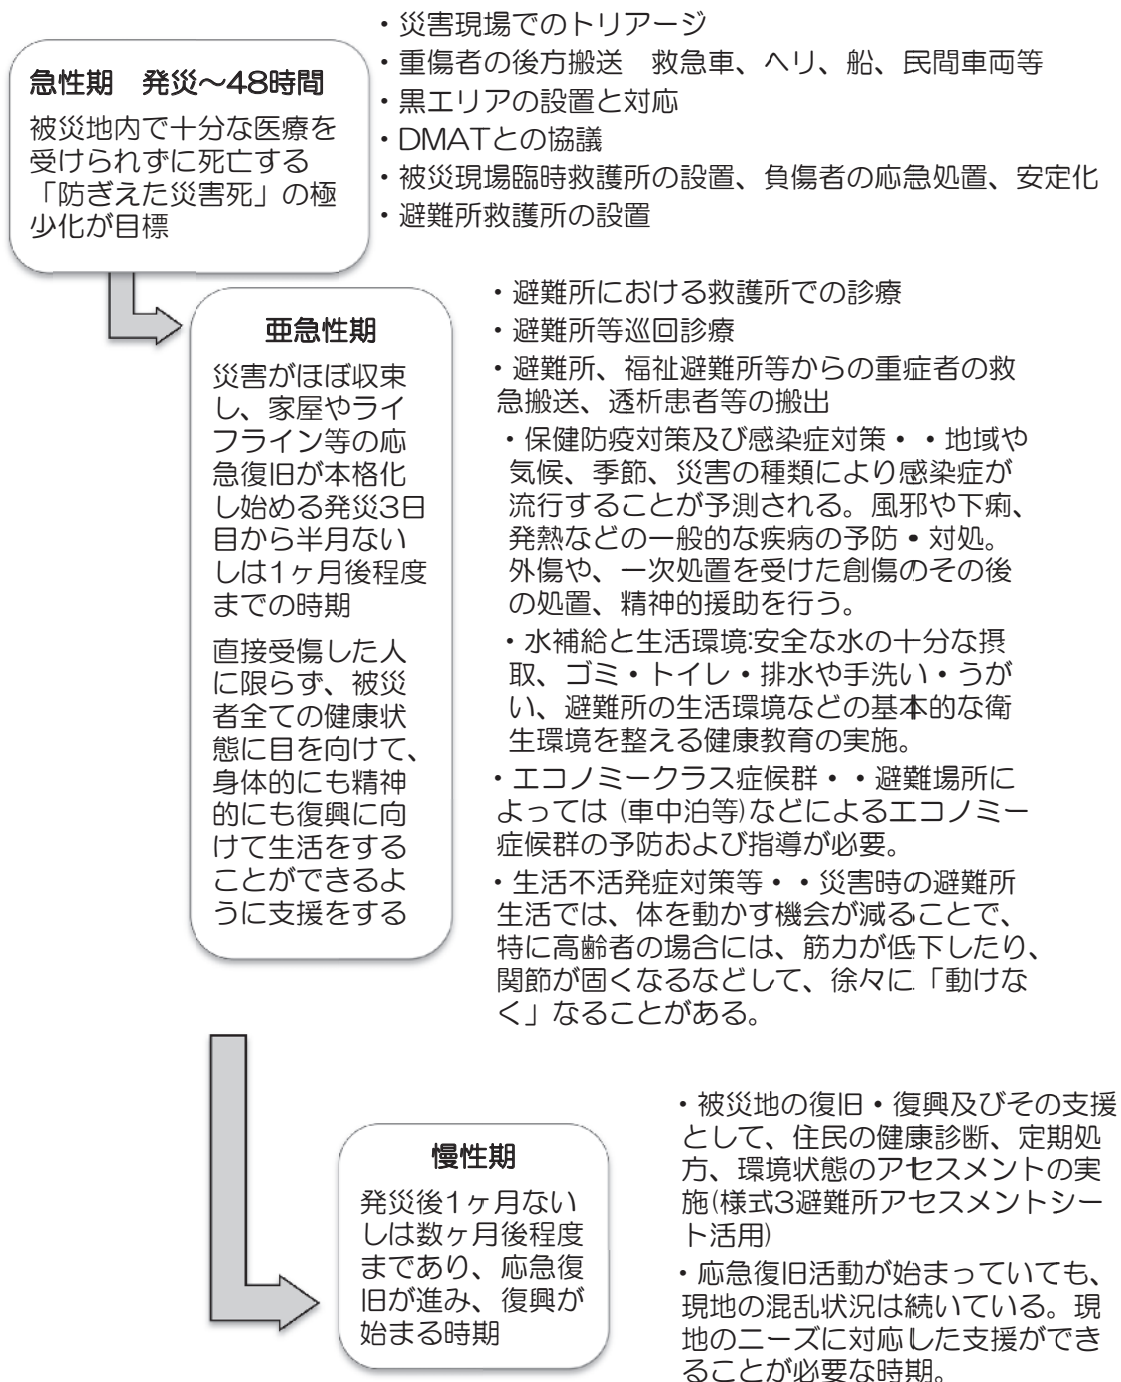 ・災害現場でのトリアージ
・重傷者の後方搬送　救急車、ヘリ、船、民間車両等
・黒エリアの設置と対応
・DMATとの協議
・被災現場臨時救護所の設置、負傷者の応急処置、安定化
・避難所救護所の設置
急性期　発災〜48時間
被災地内で十分な医療を
受けられずに死亡する
「防ぎえた災害死」の極
少化が目標
亜急性期
災害がほぼ収束
し、家屋やライ
フライン等の応
急復旧が本格化
し始める発災3日
目から半月ない
しは1ヶ月後程度
までの時期
直接受傷した人
に限らず、被災
者全ての健康状
態に目を向けて、
身体的にも精神
的にも復興に向
けて生活をする
ことができるよ
うに支援をする
・避難所における救護所での診療
・避難所等巡回診療
・避難所、福祉避難所等からの重症者の救
急搬送、透析患者等の搬出
・保健防疫対策及び感染症対策・・地域や
気候、季節、災害の種類により感染症が
流行することが予測される。風邪や下痢、
発熱などの一般的な疾病の予防・対処。
外傷や、一次処置を受けた創傷のその後
の処置、精神的援助を行う。
・水補給と生活環境:安全な水の十分な摂
取、ゴミ・トイレ・排水や手洗い・うが
い、避難所の生活環境などの基本的な衛
生環境を整える健康教育の実施。
・エコノミークラス症候群・・避難場所に
よっては (車中泊等)などによるエコノミー
症候群の予防および指導が必要。
・生活不活発症対策等・・災害時の避難所
生活では、体を動かす機会が減ることで、
特に高齢者の場合には、筋力が低下したり、
関節が固くなるなどして、徐々に「動けな
く」なることがある。
慢性期
発災後1ヶ月ない
しは数ヶ月後程度
まであり、応急復
旧が進み、復興が
始まる時期
・被災地の復旧・復興及びその支援
として、住民の健康診断、定期処
方、環境状態のアセスメントの実
施(様式3避難所アセスメントシー
ト活用)
・応急復旧活動が始まっていても、
現地の混乱状況は続いている。現
地のニーズに対応した支援ができ
ることが必要な時期。